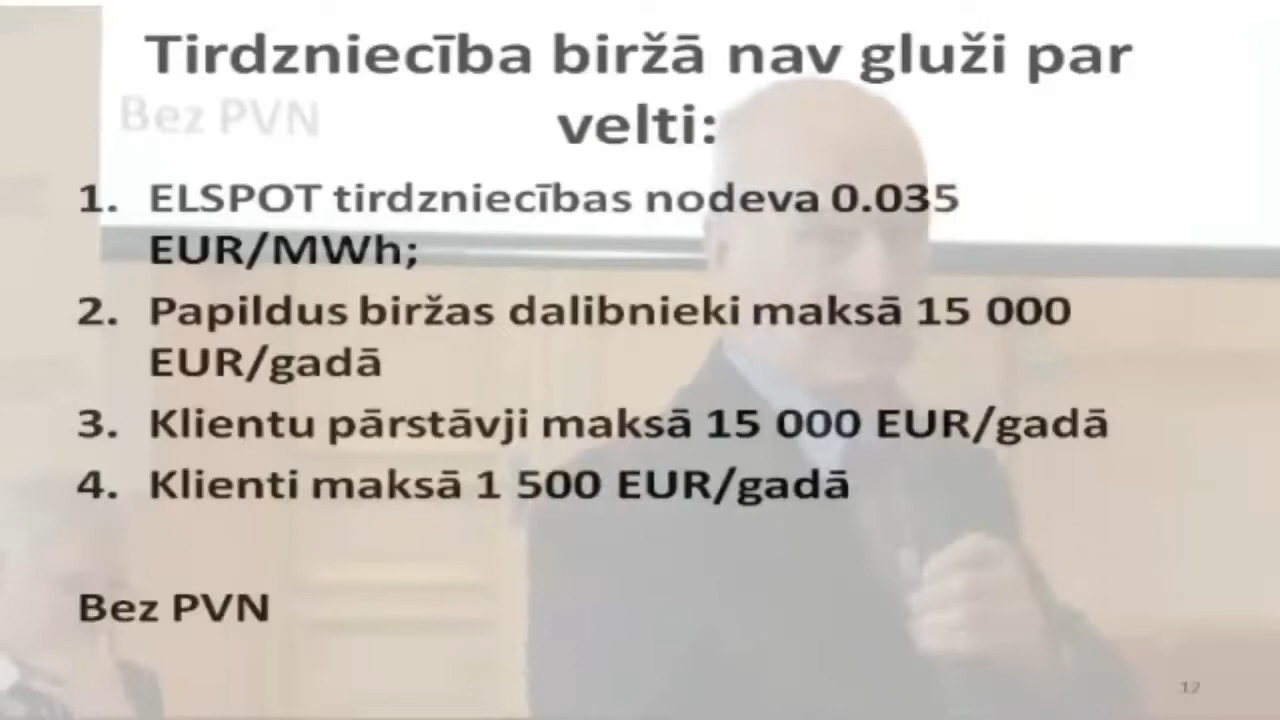 Tirdzniecība biržā nav gluži par
velti:
Bez PVN
1. ELSPOT tirdzniecības nodeva 0.035
EUR/MWh;
2. Papildus biržas dalibnieki maksā 15 000
EUR/gadā
3. Klientu pārstāvji maksā 15 000 EUR/gadā
4. Klienti maksā 1 500 EUR/gadā
Bez PVN
12